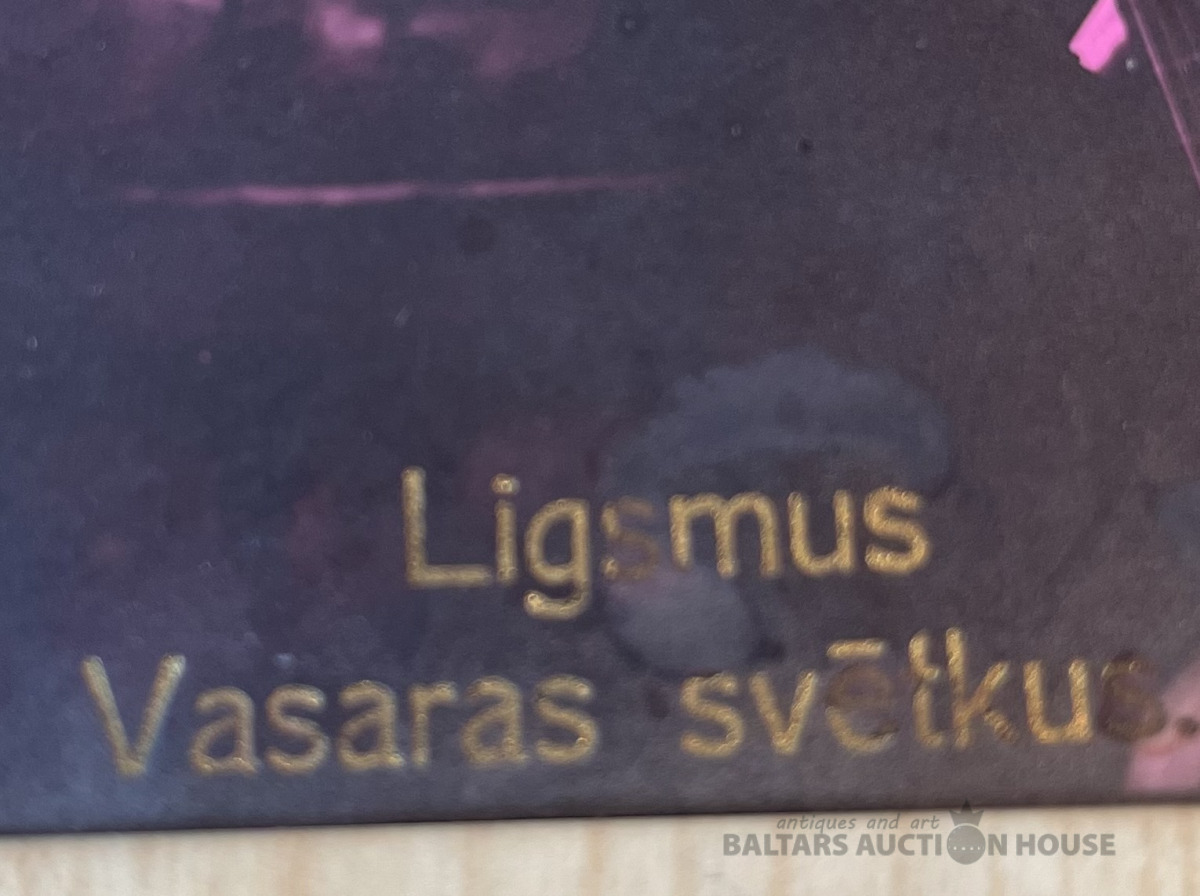 Ligsmus
Vasaras svētkus
antiques and art
BALTARS AUCTION HOUSE